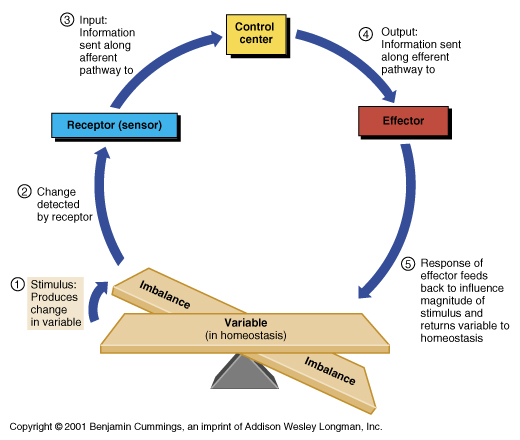 ③ Input:
Information
sent along
afferent
pathway to
Control
center
④ Output:
Information sent
along efferent
pathway to
Receptor (sensor)
Effector
② Change
detected
by receptor
① Stimulus:
Produces
change
in variable
Imbalance
Variable
(in homeostasis)
Imbalance
⑤ Response of
effector feeds
back to influence
magnitude of
stimulus and
returns variable to
homeostasis
Copyright © 2001 Benjamin Cummings, an imprint of Addison Wesley Longman, Inc.